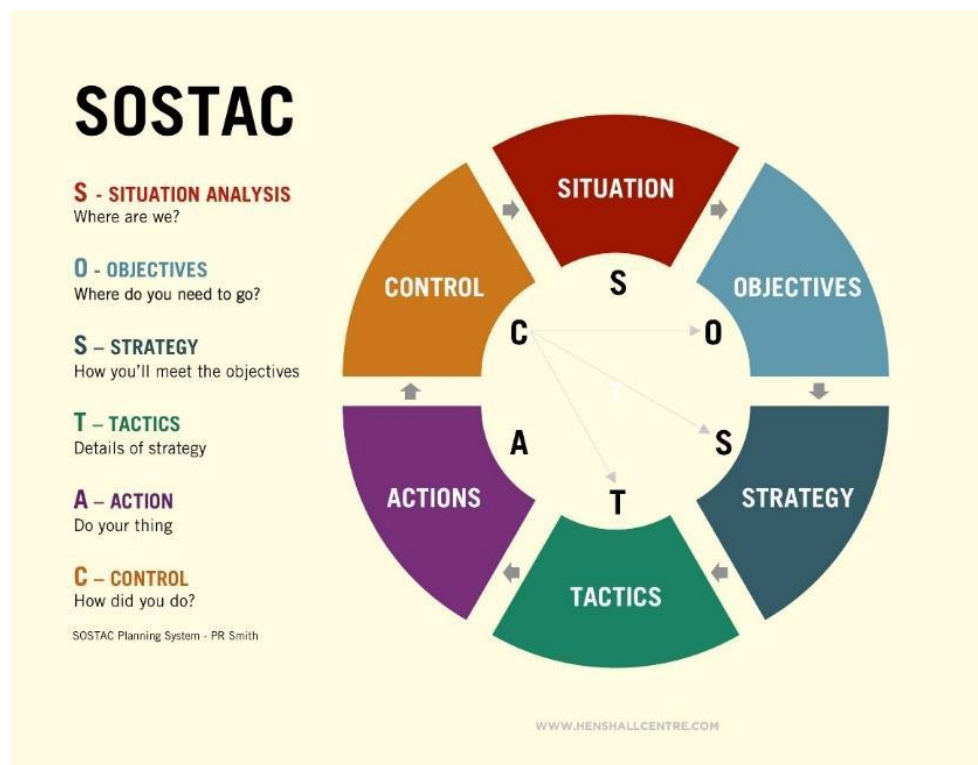 SOSTAC
S - SITUATION ANALYSIS
Where are we?
O - OBJECTIVES
Where do you need to go?
S – STRATEGY
How you'll meet the objectives
T – TACTICS
Details of strategy
A – ACTION
Do your thing
C – CONTROL
How did you do?
SOSTAC Planning System - PR Smith
SITUATION
OBJECTIVES
STRATEGY
TACTICS
ACTIONS
CONTROL
S
O
S
T
A
C
WWW.HENSHALLCENTRE.COM